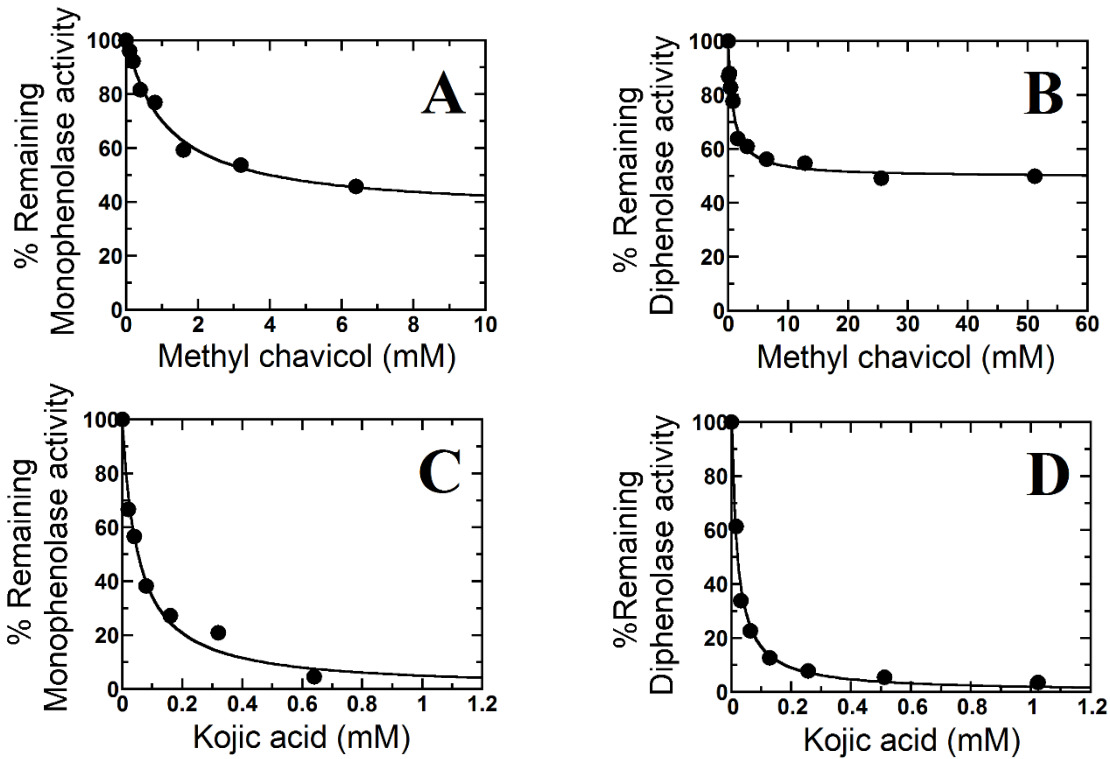 % Remaining
Monophenolase activity
100
80
60
40
20
0
A
0 2 4 6 8 10
Methyl chavicol (mM)
% Remaining
Diphenolase activity
100
80
60
40
20
0
B
0 10 20 30 40 50 60
Methyl chavicol (mM)
% Remaining
Monophenolase activity
100
80
60
40
20
0
C
0 0.2 0.4 0.6 0.8 1 1.2
Kojic acid (mM)
%Remaining
Diphenolase activity
100
80
60
40
20
0
D
0 0.2 0.4 0.6 0.8 1 1.2
Kojic acid (mM)